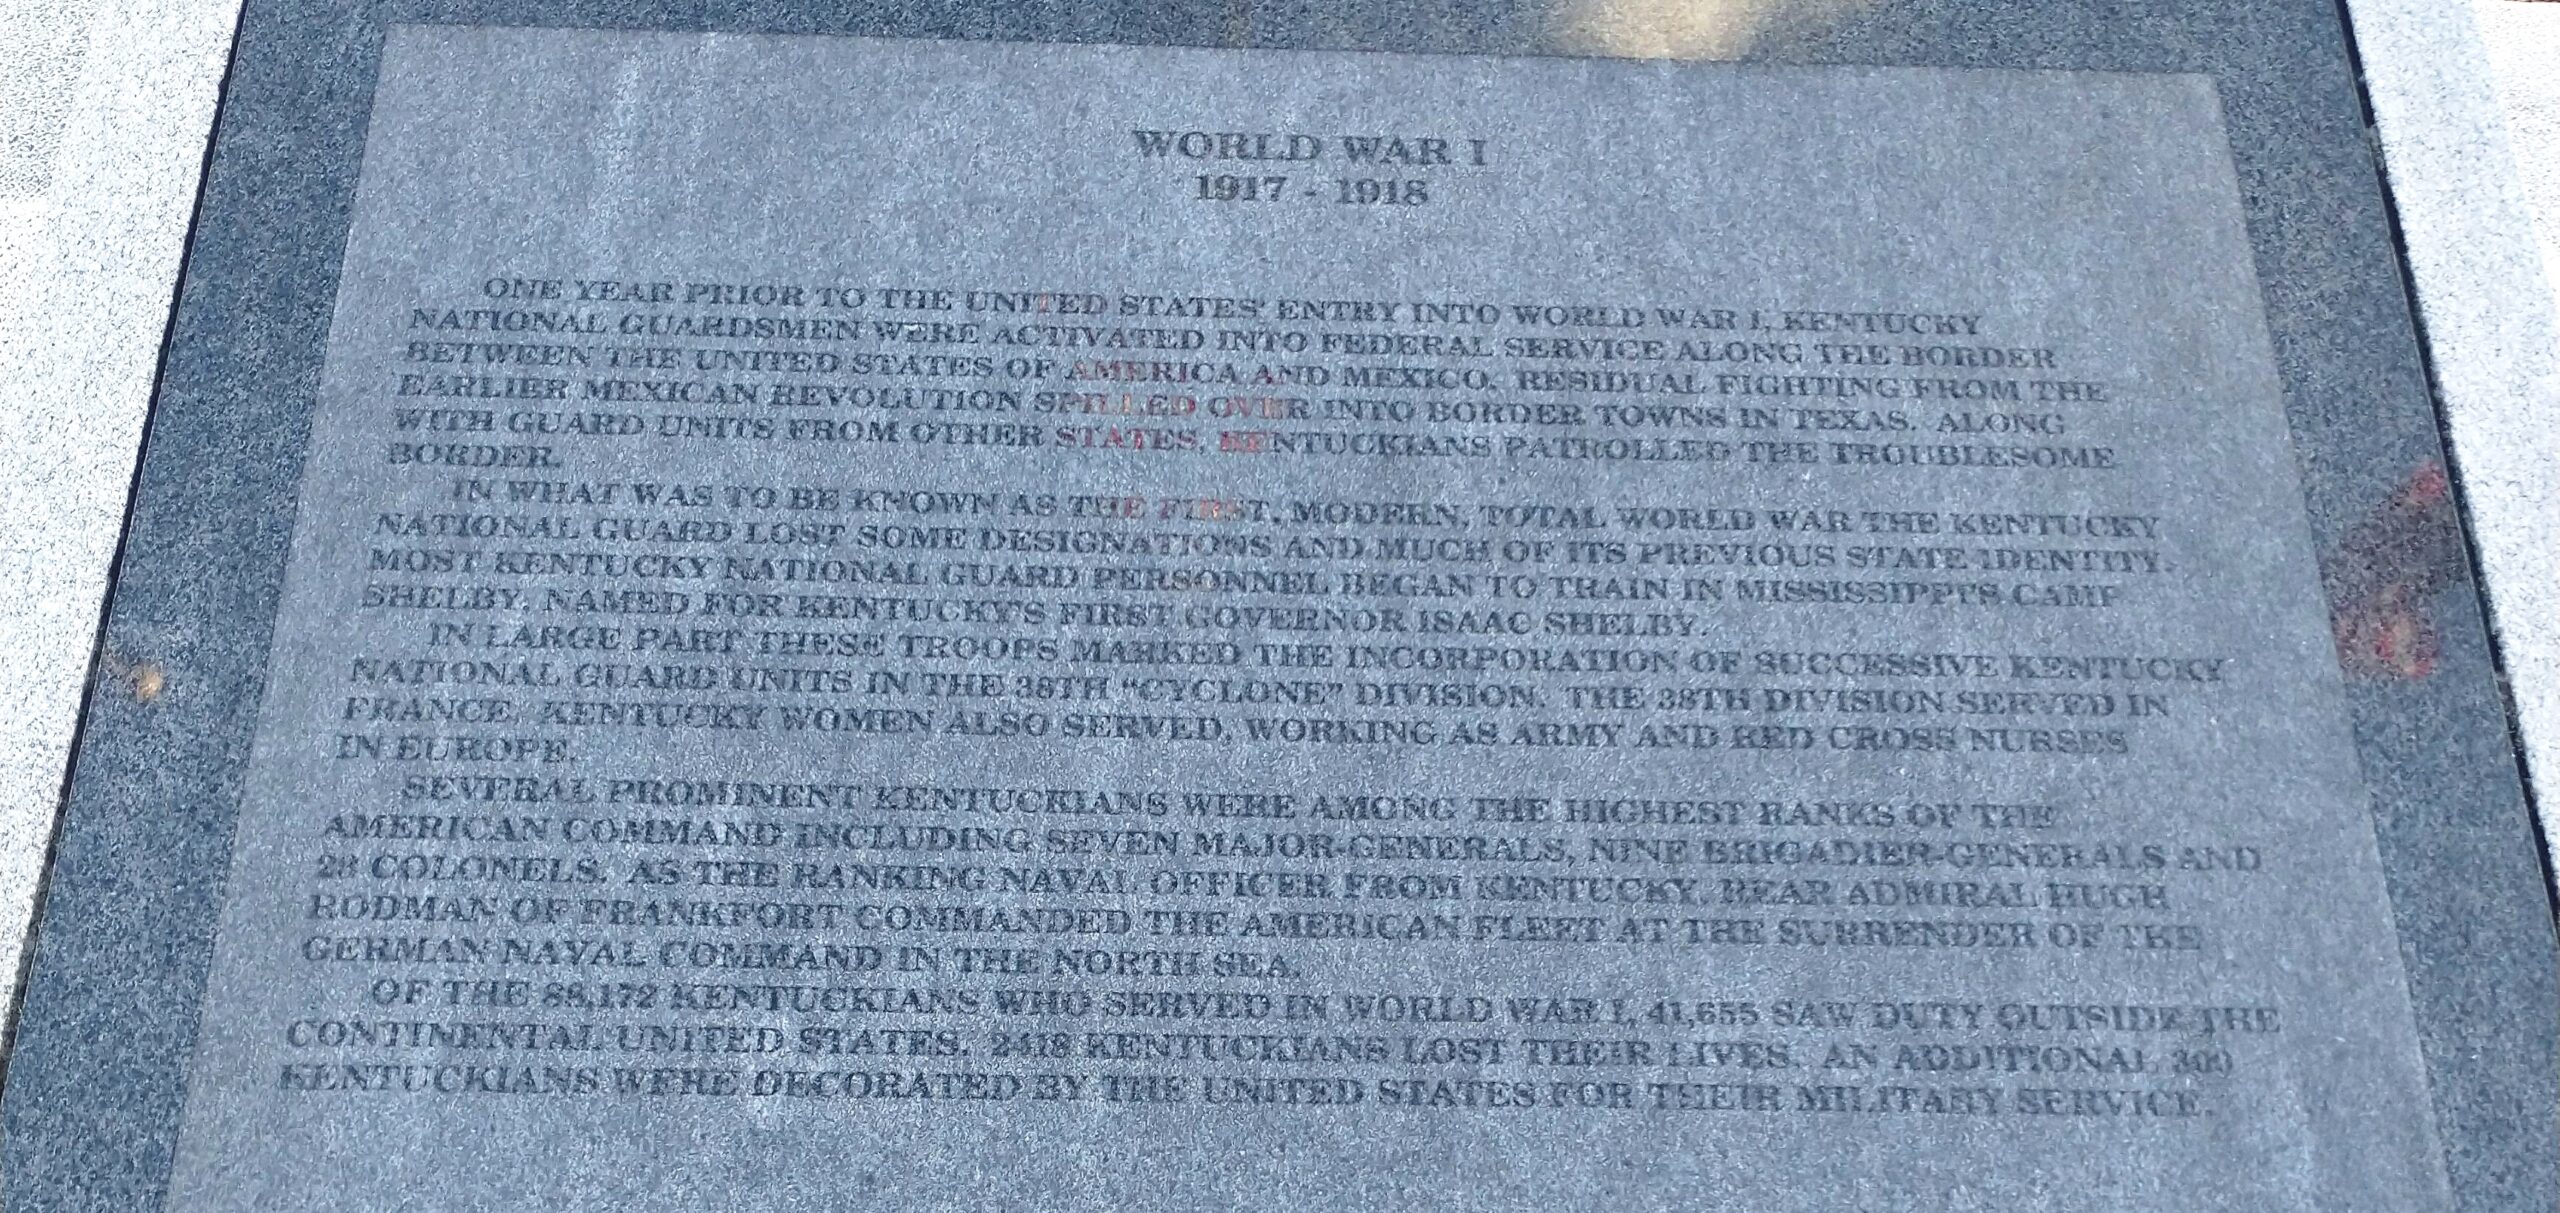 WORLD WAR I
1917 - 1918
ONE YEAR PRIOR TO THE UNITED STATES' ENTRY INTO WORLD WAR I, KENTUCKY
NATIONAL GUARDSMEN WERE ACTIVATED INTO FEDERAL SERVICE ALONG THE BORDER
BETWEEN THE UNITED STATES OF AMERICA AND MEXICO. RESIDUAL FIGHTING FROM THE
EARLIER MEXICAN REVOLUTION SPILLED OVER INTO BORDER TOWNS IN TEXAS. ALONG
WITH GUARD UNITS FROM OTHER STATES, KENTUCKIANS PATROLLED THE TROUBLESOME
BORDER.
IN WHAT WAS TO BE KNOWN AS THE FIRST, MODERN, TOTAL WORLD WAR THE KENTUCKY
NATIONAL GUARD LOST SOME DESIGNATIONS AND MUCH OF ITS PREVIOUS STATE IDENTITY.
MOST KENTUCKY NATIONAL GUARD PERSONNEL BEGAN TO TRAIN IN MISSISSIPPI'S CAMP
SHELBY, NAMED FOR KENTUCKY'S FIRST GOVERNOR ISAAC SHELBY.
IN LARGE PART THESE TROOPS MARKED THE INCORPORATION OF SUCCESSIVE KENTUCKY
NATIONAL GUARD UNITS IN THE 38TH "CYCLONE" DIVISION. THE 38TH DIVISION SERVED IN
FRANCE. KENTUCKY WOMEN ALSO SERVED, WORKING AS ARMY AND RED CROSS NURSES
IN EUROPE.
SEVERAL PROMINENT KENTUCKIANS WERE AMONG THE HIGHEST RANKS OF THE
AMERICAN COMMAND INCLUDING SEVEN MAJOR-GENERALS, NINE BRIGADIER-GENERALS AND
COLONELS. AS THE RANKING NAVAL OFFICER FROM KENTUCKY, REAR ADMIRAL HUGH
RODMAN OF FRANKFORT COMMANDED THE AMERICAN FLEET AT THE SURRENDER OF THE
GERMAN NAVAL COMMAND IN THE NORTH SEA.
OF THE KENTUCKIANS WHO SERVED IN WORLD WAR I, 41,655 SAW DUTY OUTSIDE THE
CONTINENTAL UNITED STATES. 2418 KENTUCKIANS LOST THEIR LIVES. AN ADDITIONAL 300
KENTUCKIANS WERE DECORATED BY THE UNITED STATES FOR THEIR MILITARY SERVICE.